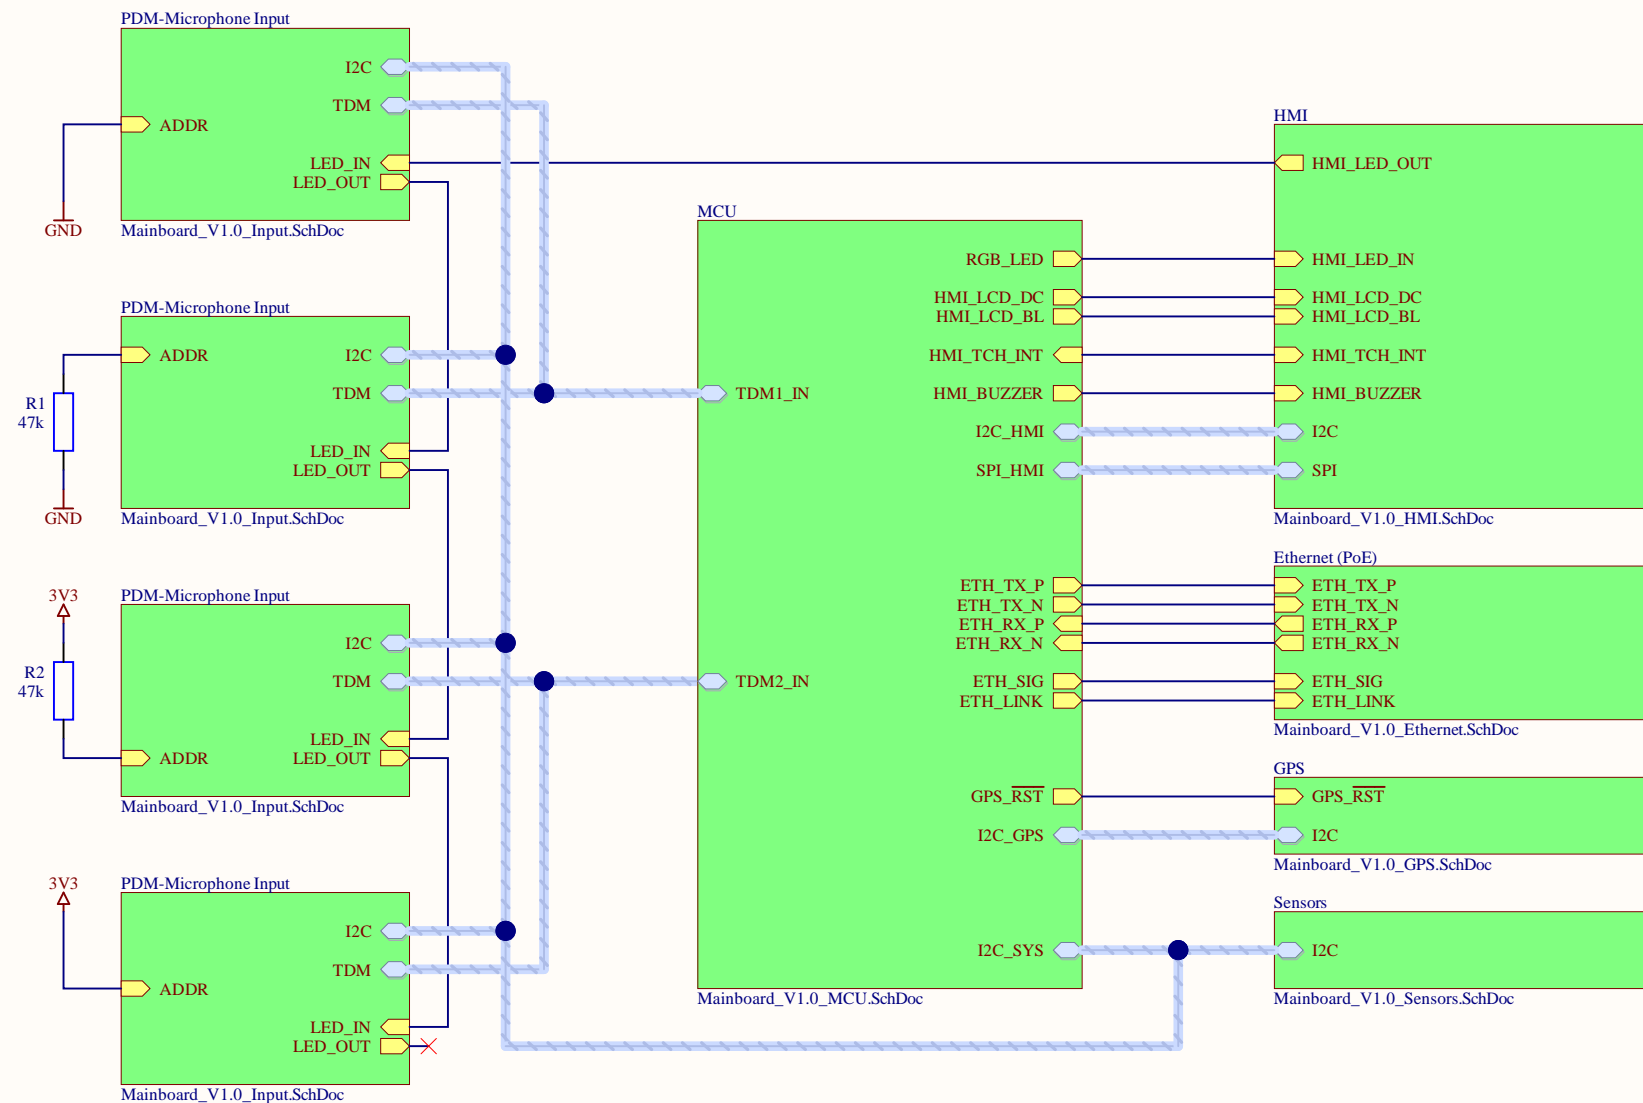 PDM-Microphone Input
I2C
TDM
ADDR
LED_IN
LED_OUT
GND
Mainboard_V1.0_Input.SchDoc
PDM-Microphone Input
ADDR
I2C
TDM
R1
47k
LED_IN
LED_OUT
GND
Mainboard_V1.0_Input.SchDoc
3V3
PDM-Microphone Input
I2C
R2
47k
TDM
LED_IN
LED_OUT
ADDR
Mainboard_V1.0_Input.SchDoc
3V3
PDM-Microphone Input
I2C
TDM
ADDR
LED_IN
LED_OUT
Mainboard_V1.0_Input.SchDoc
MCU
RGB_LED
HMI_LCD_DC
HMI_LCD_BL
HMI_TCH_INT
TDM1_IN
HMI_BUZZER
I2C_HMI
SPI_HMI
ETH_TX_P
ETH_TX_N
ETH_RX_P
ETH_RX_N
TDM2_IN
ETH_SIG
ETH_LINK
GPS_R̅S̅T̅
I2C_GPS
I2C_SYS
Mainboard_V1.0_MCU.SchDoc
HMI
HMI_LED_OUT
HMI_LED_IN
HMI_LCD_DC
HMI_LCD_BL
HMI_TCH_INT
HMI_BUZZER
I2C
SPI
Mainboard_V1.0_HMI.SchDoc
Ethernet (PoE)
ETH_TX_P
ETH_TX_N
ETH_RX_P
ETH_RX_N
ETH_SIG
ETH_LINK
Mainboard_V1.0_Ethernet.SchDoc
GPS
GPS_R̅S̅T̅
I2C
Mainboard_V1.0_GPS.SchDoc
Sensors
I2C
Mainboard_V1.0_Sensors.SchDoc